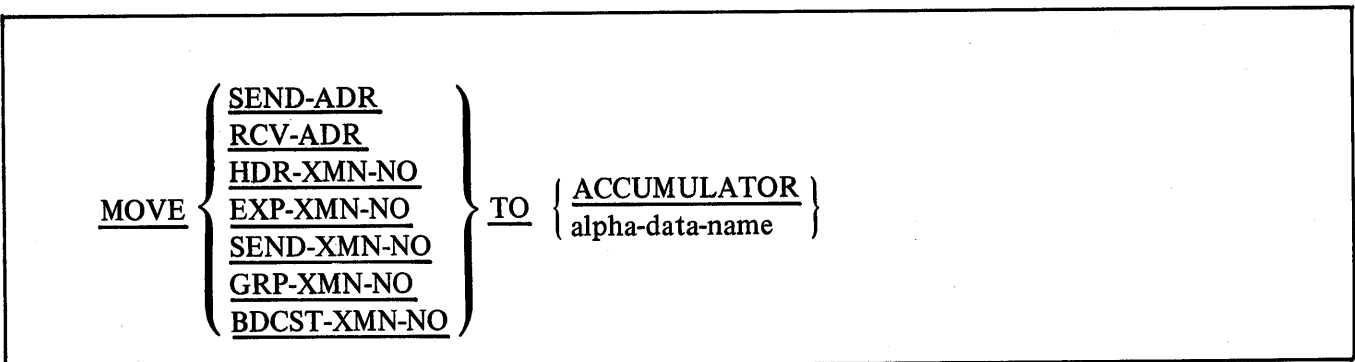 SEND-ADR
RCV-ADR
HDR-XMN-NO
MOVE EXP-XMN-NO TO ACCUMULATOR
alpha-data-name
SEND-XMN-NO
GRP-XMN-NO
BDCST-XMN-NO